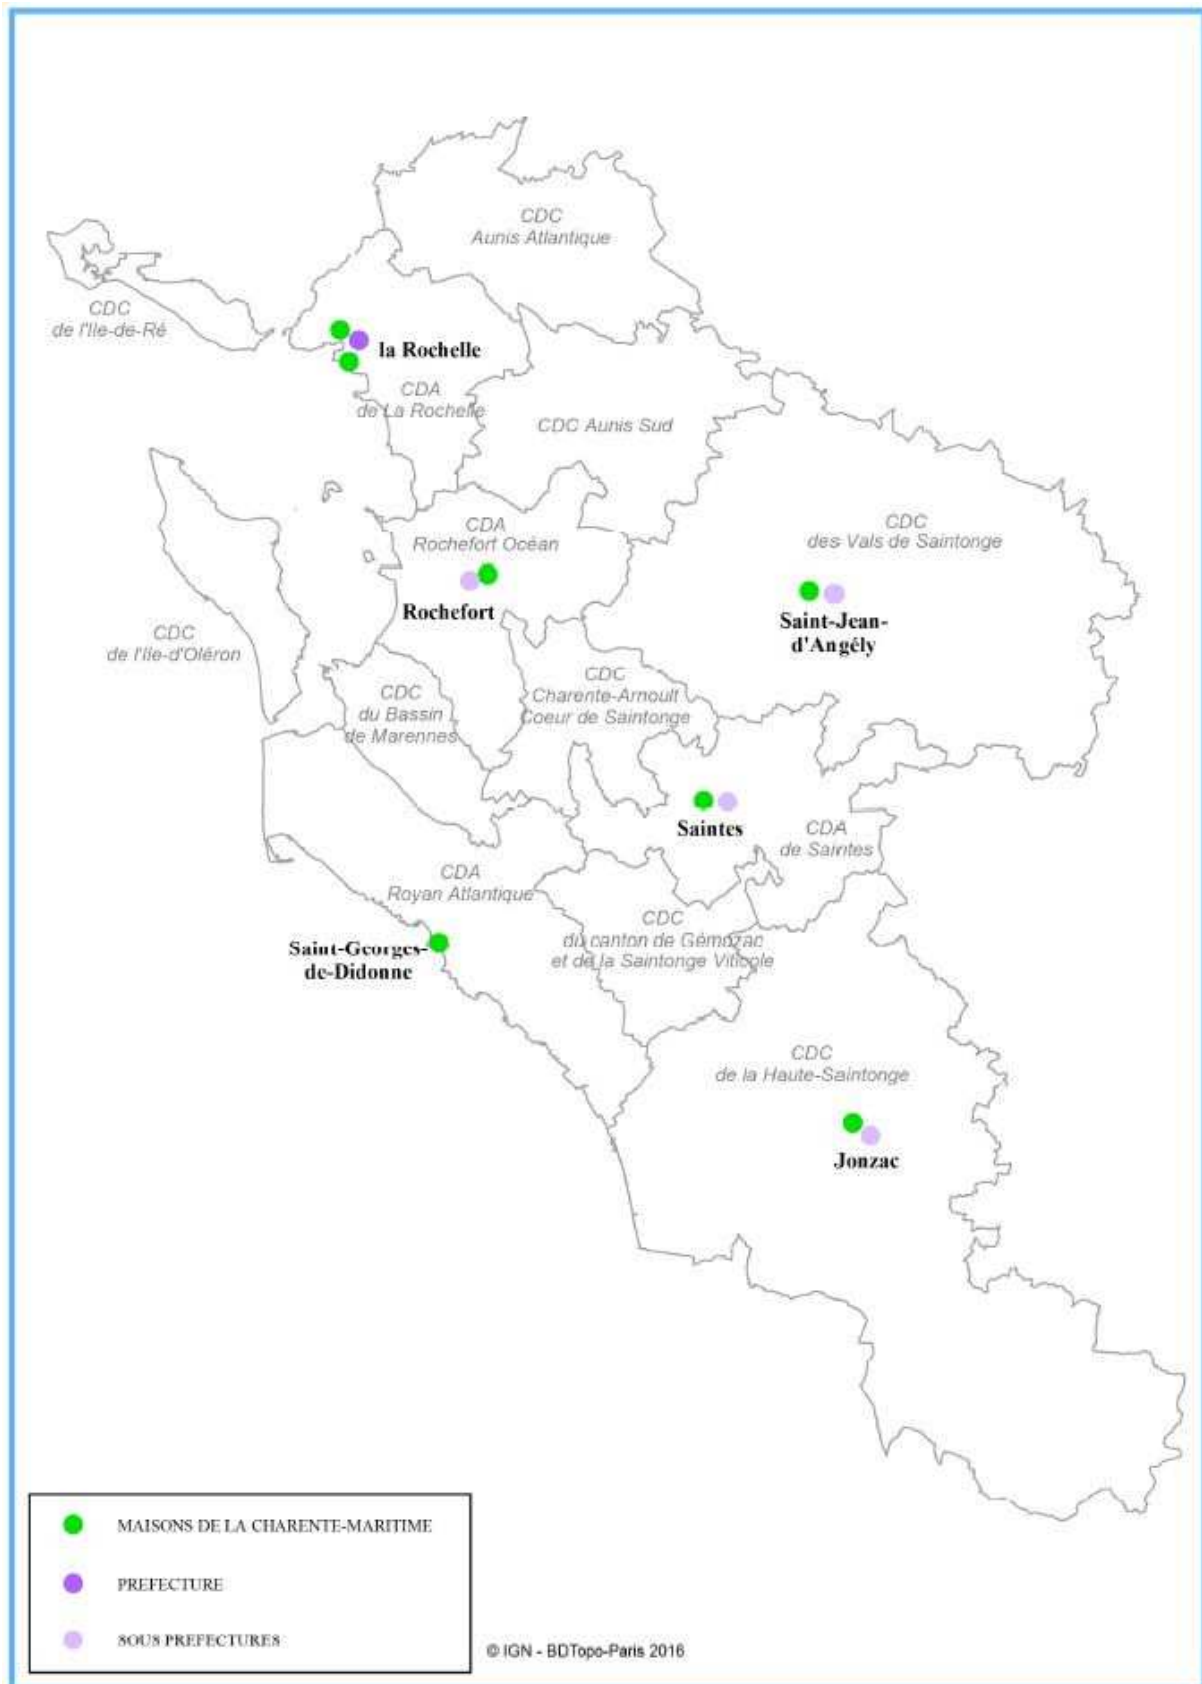 CDC
Aunis Atlantique
CDC
de l'Ile-de-Ré
la Rochelle
CDA
de La Rochelle
CDC Aunis Sud
CDA
Rochefort Océan
Rochefort
CDC
des Vals de Saintonge
Saint-Jean-
d'Angély
CDC
de l'Ile-d'Oléron
CDC
du Bassin
de Marennes
CDC
Charente-Arnoult
Coeur de Saintonge
Saintes
CDA
de Saintes
CDA
Royan Atlantique
CDC
du canton de Gémozac
et de la Saintonge Viticole
Saint-Georges-
de-Didonne
CDC
de la Haute-Saintonge
Jonzac
MAISONS DE LA CHARENTE-MARITIME
PREFECTURE
SOUS PREFECTURES
© IGN - BDTopo-Paris 2016